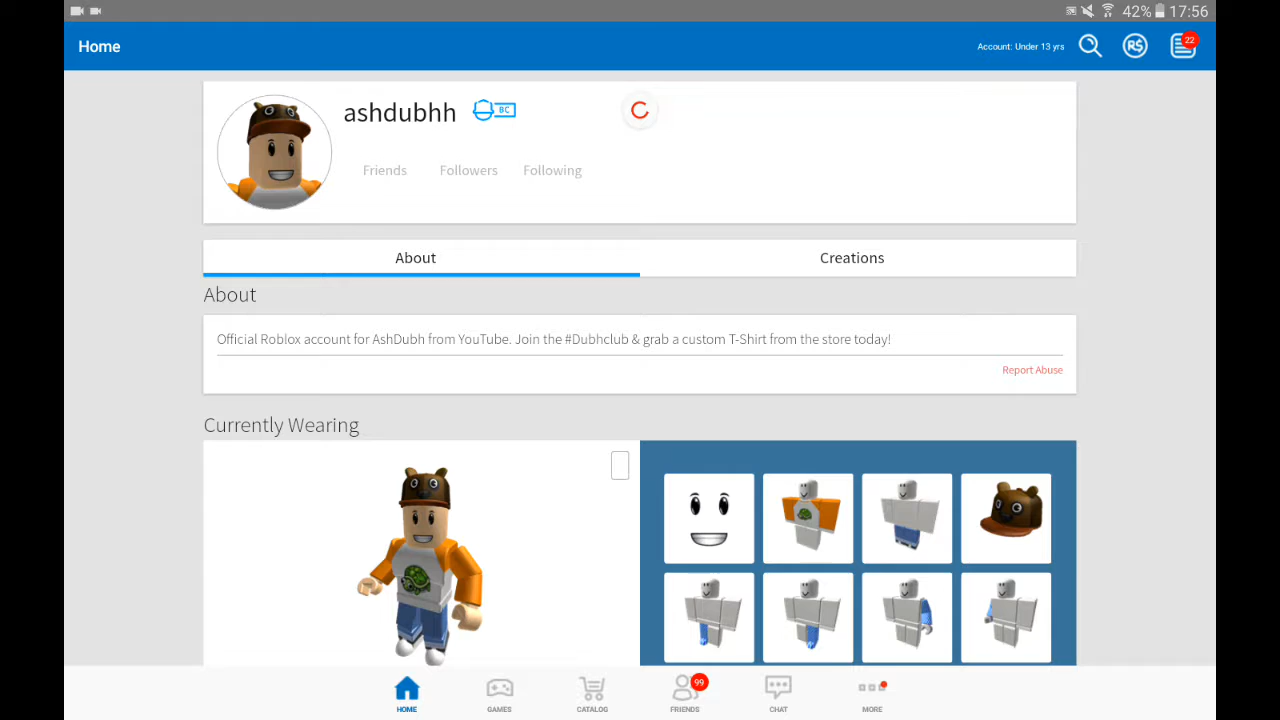 42% 17:56
Home
Account: Under 13 yrs
R$
22
ashdubhh
BC
Friends Followers Following
About Creations
About
Official Roblox account for AshDubh from YouTube. Join the #Dubhclub & grab a custom T-Shirt from the store today!
Report Abuse
Currently Wearing
99
HOME GAMES CATALOG FRIENDS CHAT MORE